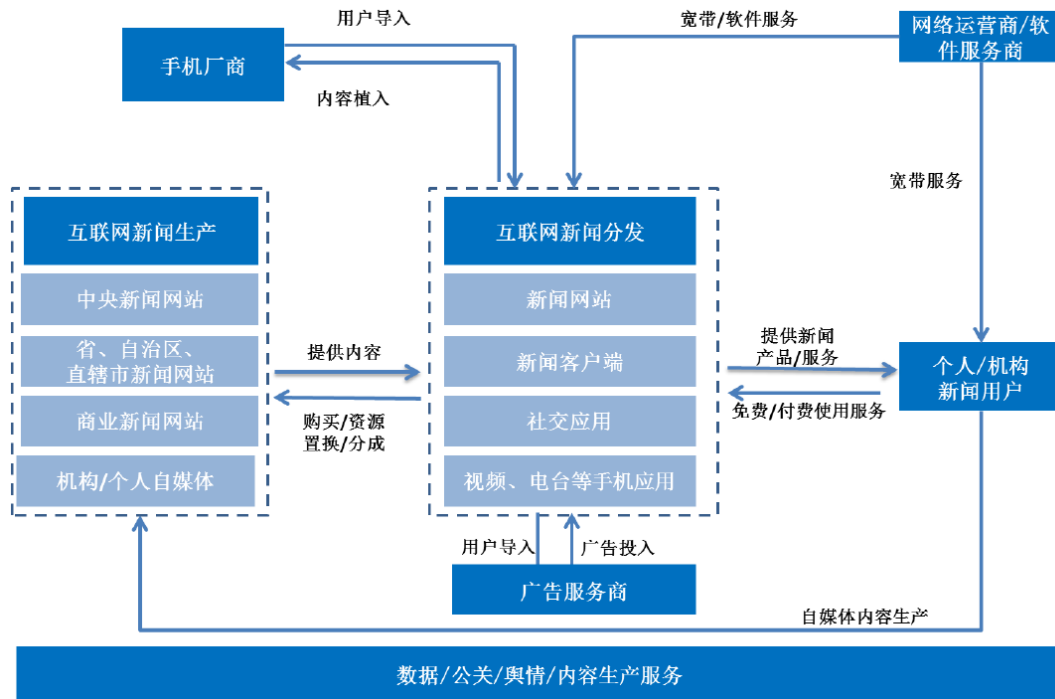 用户导入
宽带/软件服务
网络运营商/软
件服务商
手机厂商
内容植入
宽带服务
互联网新闻生产
互联网新闻分发
中央新闻网站
新闻网站
省、自治区、
直辖市新闻网站
提供内容
新闻客户端
提供新闻
产品/服务
个人/机构
新闻用户
商业新闻网站
购买/资源
置换/分成
社交应用
免费/付费使用服务
机构/个人自媒体
视频、电台等手机应用
用户导入
广告投入
广告服务商
自媒体内容生产
数据/公关/舆情/内容生产服务